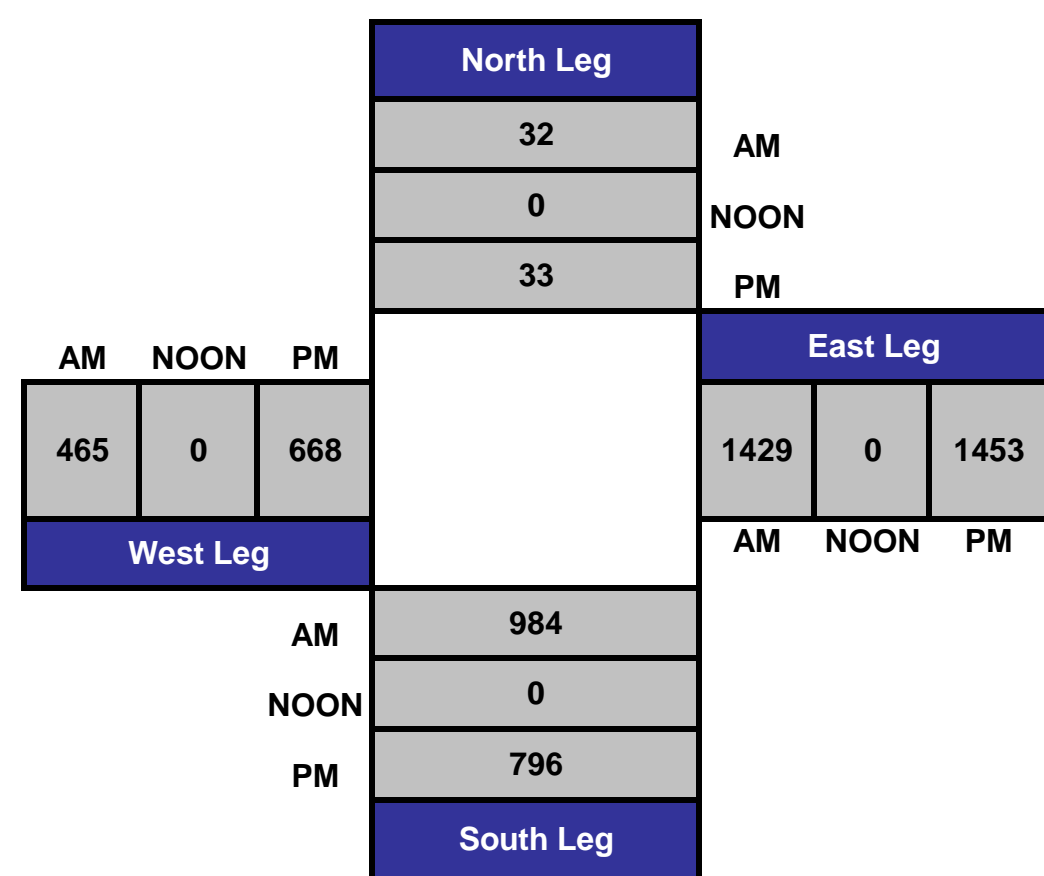 North Leg
32
AM
0
NOON
33
PM
East Leg
AM NOON PM
465 0 668
1429 0 1453
West Leg
AM NOON PM
984
AM
0
NOON
796
PM
South Leg